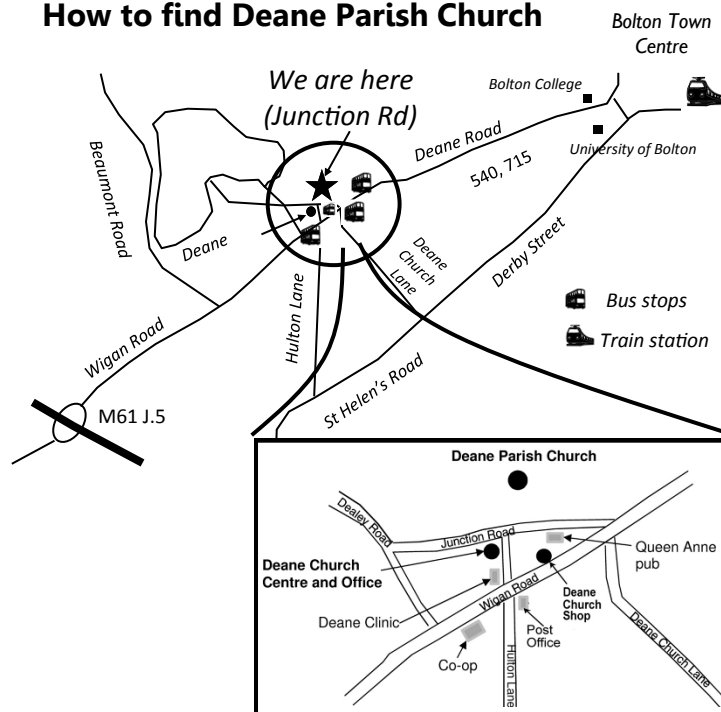 How to find Deane Parish Church
Bolton Town
Centre
We are here
(Junction Rd)
Bolton College
Deane Road
University of Bolton
540, 715
Beaumont Road
Deane
Deane
Church
Lane
Derby Street
Hulton Lane
Bus stops
Train station
Wigan Road
St Helen's Road
M61 J.5
Deane Parish Church
Dealey Road
Junction Road
Queen Anne
pub
Deane Church
Centre and Office
Wigan Road
Deane
Church
Shop
Deane Clinic
Post
Office
Deane Church Lane
Co-op
Hulton Lane